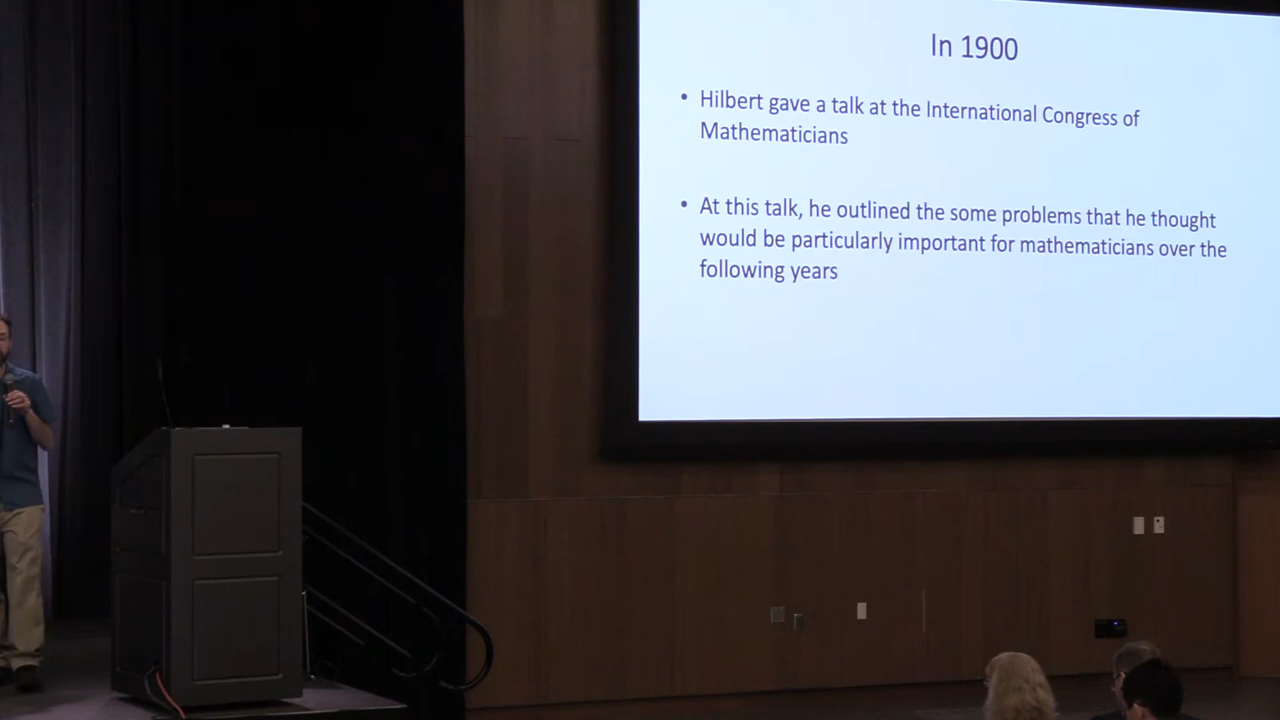 In 1900
• Hilbert gave a talk at the International Congress of
Mathematicians
• At this talk, he outlined the some problems that he thought
would be particularly important for mathematicians over the
following years